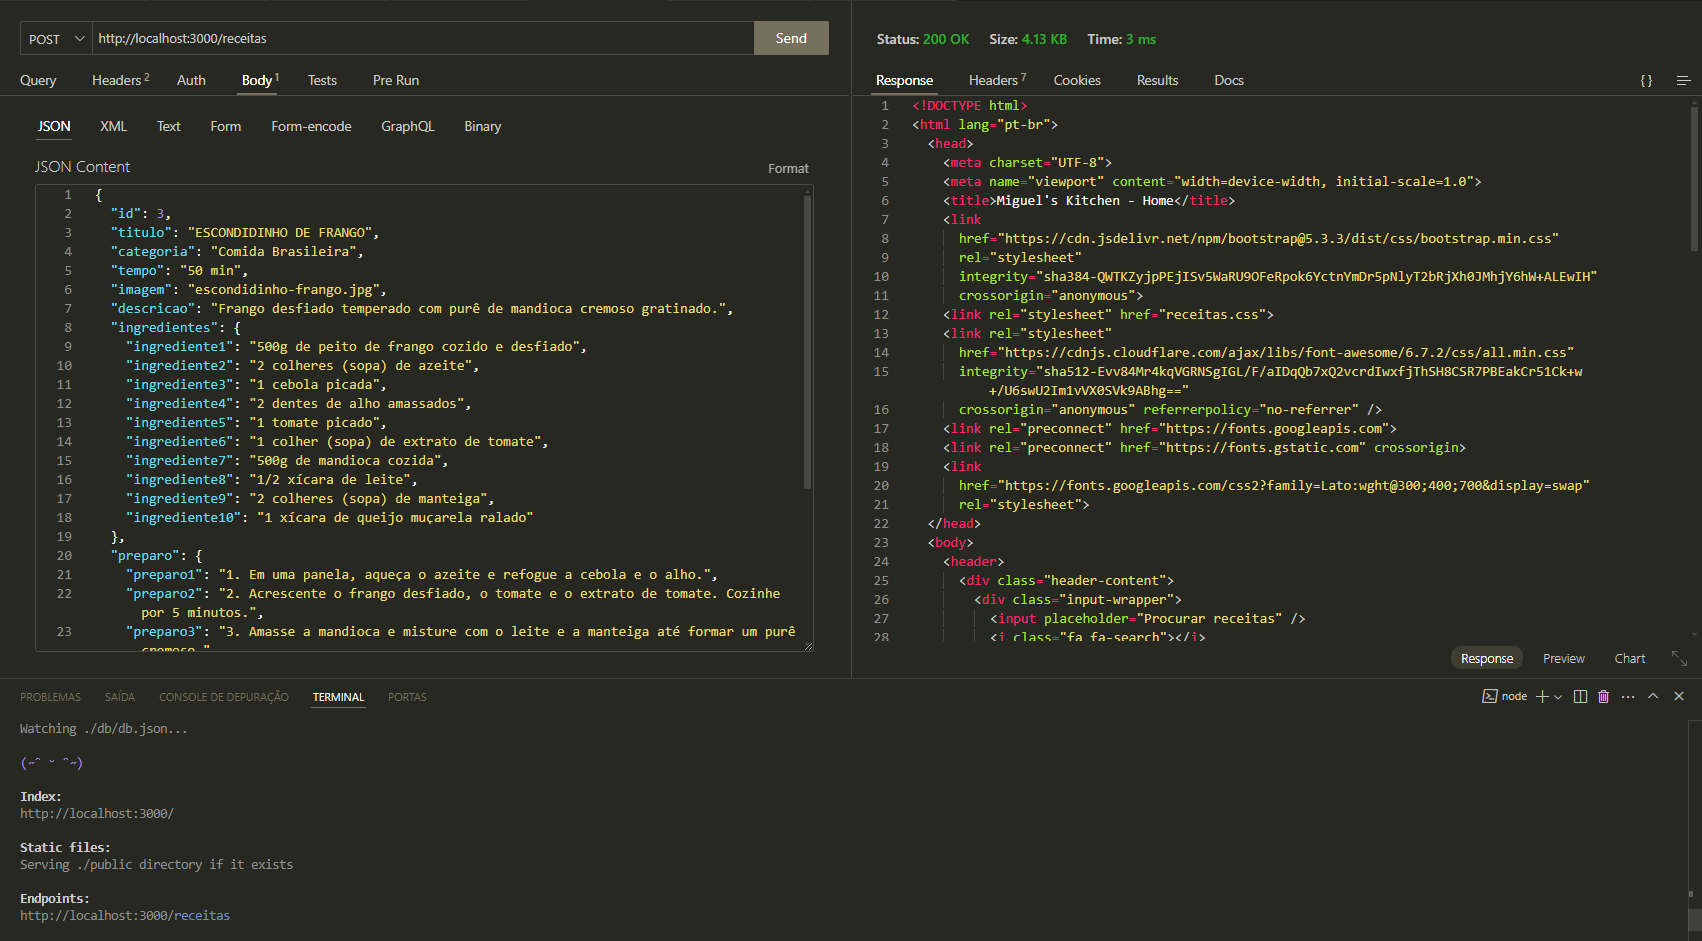 POST
http://localhost:3000/receitas
Send
Query
Headers 2
Auth
Body 1
Tests
Pre Run
JSON
XML
Text
Form
Form-encode
GraphQL
Binary
JSON Content
Format
1 {
2 "id": 3,
3 "titulo": "ESCONDIDINHO DE FRANGO",
4 "categoria": "Comida Brasileira",
5 "tempo": "50 min",
6 "imagem": "escondidinho-frango.jpg",
7 "descricao": "Frango desfiado temperado com purê de mandioca cremoso gratinado.",
8 "ingredientes": {
9 "ingrediente1": "500g de peito de frango cozido e desfiado",
10 "ingrediente2": "2 colheres (sopa) de azeite",
11 "ingrediente3": "1 cebola picada",
12 "ingrediente4": "2 dentes de alho amassados",
13 "ingrediente5": "1 tomate picado",
14 "ingrediente6": "1 colher (sopa) de extrato de tomate",
15 "ingrediente7": "500g de mandioca cozida",
16 "ingrediente8": "1/2 xícara de leite",
17 "ingrediente9": "2 colheres (sopa) de manteiga",
18 "ingrediente10": "1 xícara de queijo muçarela ralado"
19 },
20 "preparo": {
21 "preparo1": "1. Em uma panela, aqueça o azeite e refogue a cebola e o alho.",
22 "preparo2": "2. Acrescente o frango desfiado, o tomate e o extrato de tomate. Cozinhe
por 5 minutos.",
23 "preparo3": "3. Amasse a mandioca e misture com o leite e a manteiga até formar um purê
cremoso."
Status: 200 OK Size: 4.13 KB Time: 3 ms
Response
Headers 7
Cookies
Results
Docs
{}
1 <!DOCTYPE html>
2 <html lang="pt-br">
3 <head>
4 <meta charset="UTF-8">
5 <meta name="viewport" content="width=device-width, initial-scale=1.0">
6 <title>Miguel's Kitchen - Home</title>
7 <link
8 href="https://cdn.jsdelivr.net/npm/bootstrap@5.3.3/dist/css/bootstrap.min.css"
9 rel="stylesheet"
10 integrity="sha384-QWTKZyjpPEjISv5WaRU9OFeRpok6YctnYmDr5pNlyT2bRjXh0JMhjY6hW+ALEwIH"
11 crossorigin="anonymous">
12 <link rel="stylesheet" href="receitas.css">
13 <link rel="stylesheet"
14 href="https://cdnjs.cloudflare.com/ajax/libs/font-awesome/6.7.2/css/all.min.css"
15 integrity="sha512-Evv84Mr4kqVGRNSgIGL/F/aIDqQb7xQ2vcrdIwxfjThSH8CSR7PBEakCr51Ck+w
+/U6swU2Im1vVX0SVk9ABhg=="
16 crossorigin="anonymous" referrerpolicy="no-referrer" />
17 <link rel="preconnect" href="https://fonts.googleapis.com">
18 <link rel="preconnect" href="https://fonts.gstatic.com" crossorigin>
19 <link
20 href="https://fonts.googleapis.com/css2?family=Lato:wght@300;400;700&display=swap"
21 rel="stylesheet">
22 </head>
23 <body>
24 <header>
25 <div class="header-content">
26 <div class="input-wrapper">
27 <input placeholder="Procurar receitas" />
28 <i class="fa fa-search"></i>
Response
Preview
Chart
PROBLEMAS
SAÍDA
CONSOLE DE DEPURAÇÃO
TERMINAL
PORTAS
node
Watching ./db/db.json...
(˶ᵔ ᵕ ᵔ˶)
Index:
http://localhost:3000/
Static files:
Serving ./public directory if it exists
Endpoints:
http://localhost:3000/receitas